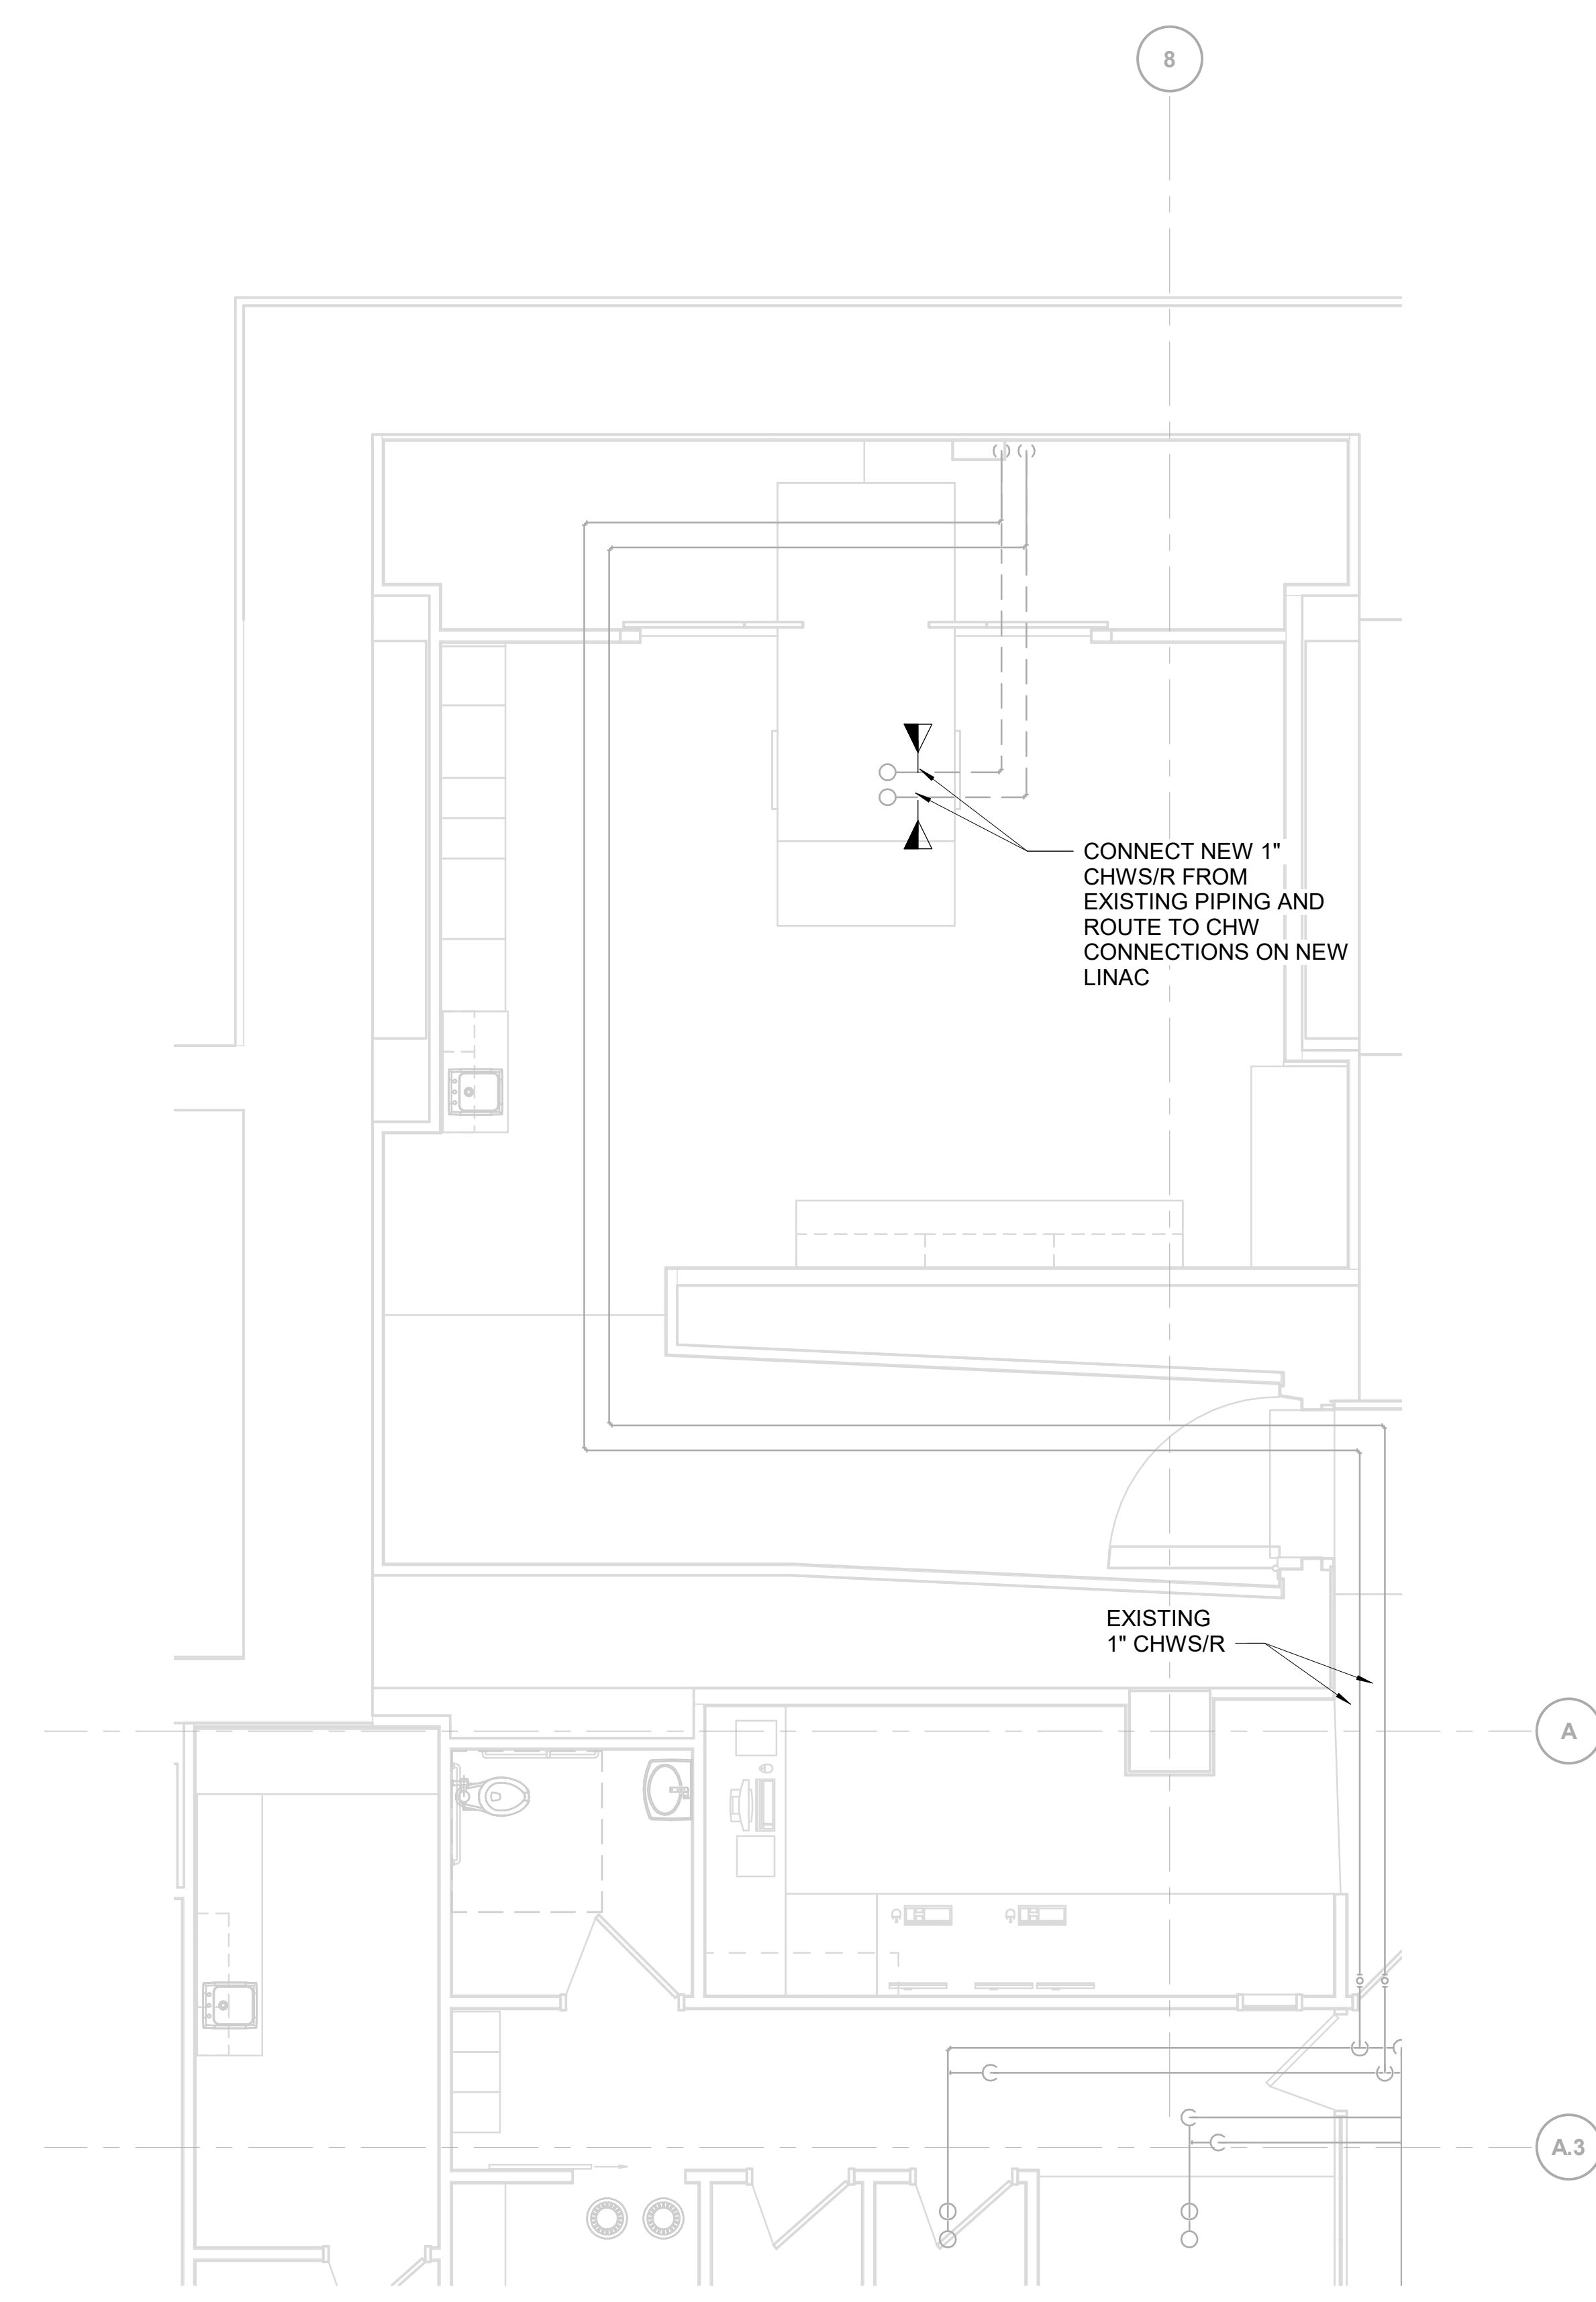 8
CONNECT NEW 1"
CHWS/R FROM
EXISTING PIPING AND
ROUTE TO CHW
CONNECTIONS ON NEW
LINAC
EXISTING
1" CHWS/R
A
A.3